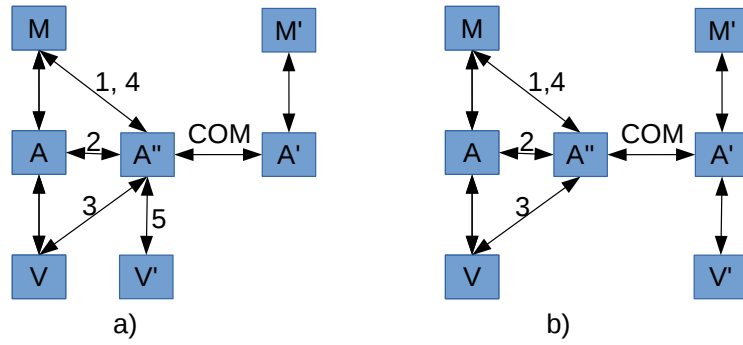 M M' M M'
1, 4 1,4
A 2 A" COM A' A 2 A" COM A'
3 5 3
V V' V V'
a) b)